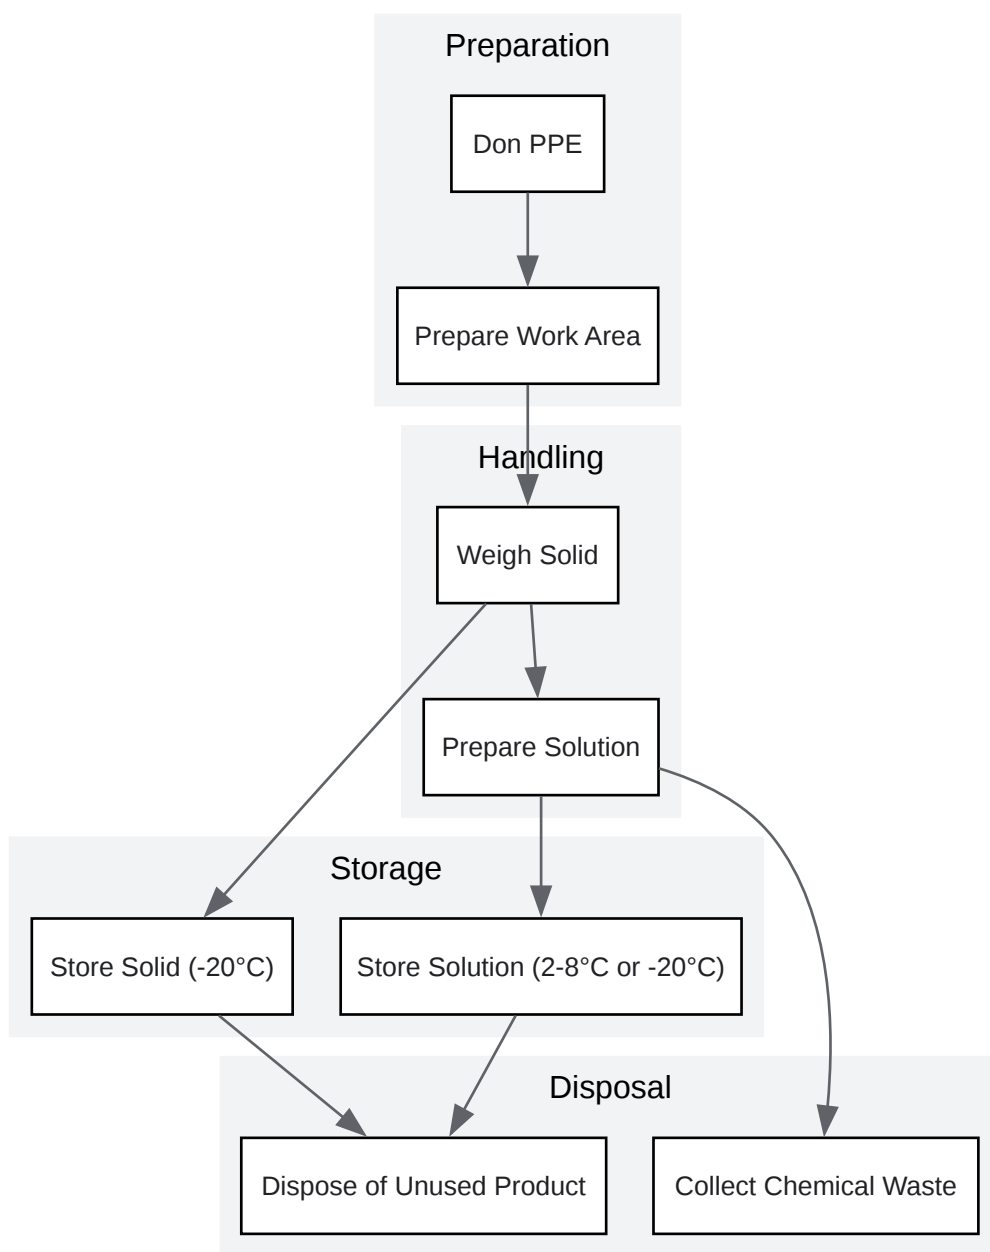 Preparation
Don PPE
Prepare Work Area
Handling
Weigh Solid
Prepare Solution
Storage
Store Solid (-20°C)
Store Solution (2-8°C or -20°C)
Disposal
Dispose of Unused Product
Collect Chemical Waste